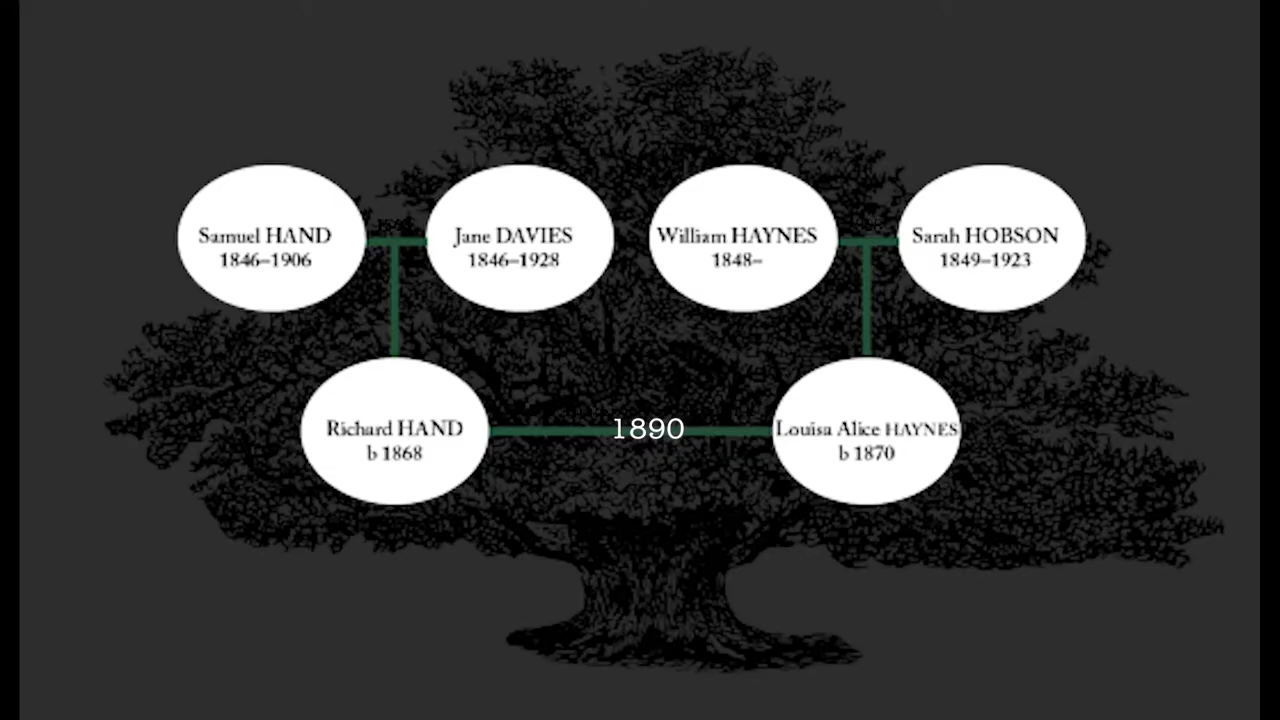 Samuel HAND
1846–1906
Jane DAVIES
1846–1928
William HAYNES
1848–
Sarah HOBSON
1849–1923
Richard HAND
b 1868
1890
Louisa Alice HAYNES
b 1870